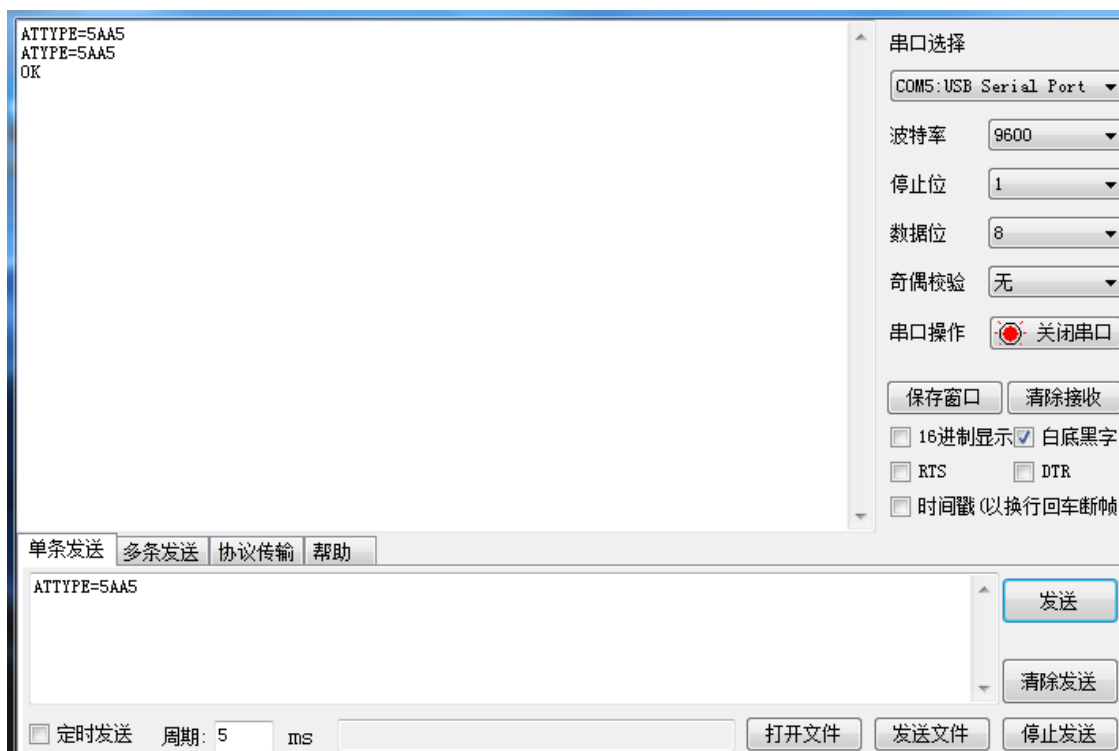 ATTYPE=5AA5
ATYPE=5AA5
OK
串口选择
COM5:USB Serial Port
波特率 9600
停止位 1
数据位 8
奇偶校验 无
串口操作 关闭串口
保存窗口 清除接收
16进制显示 白底黑字
RTS DTR
时间戳(以换行回车断帧
单条发送 多条发送 协议传输 帮助
ATTYPE=5AA5
发送
清除发送
定时发送 周期: 5 ms 打开文件 发送文件 停止发送